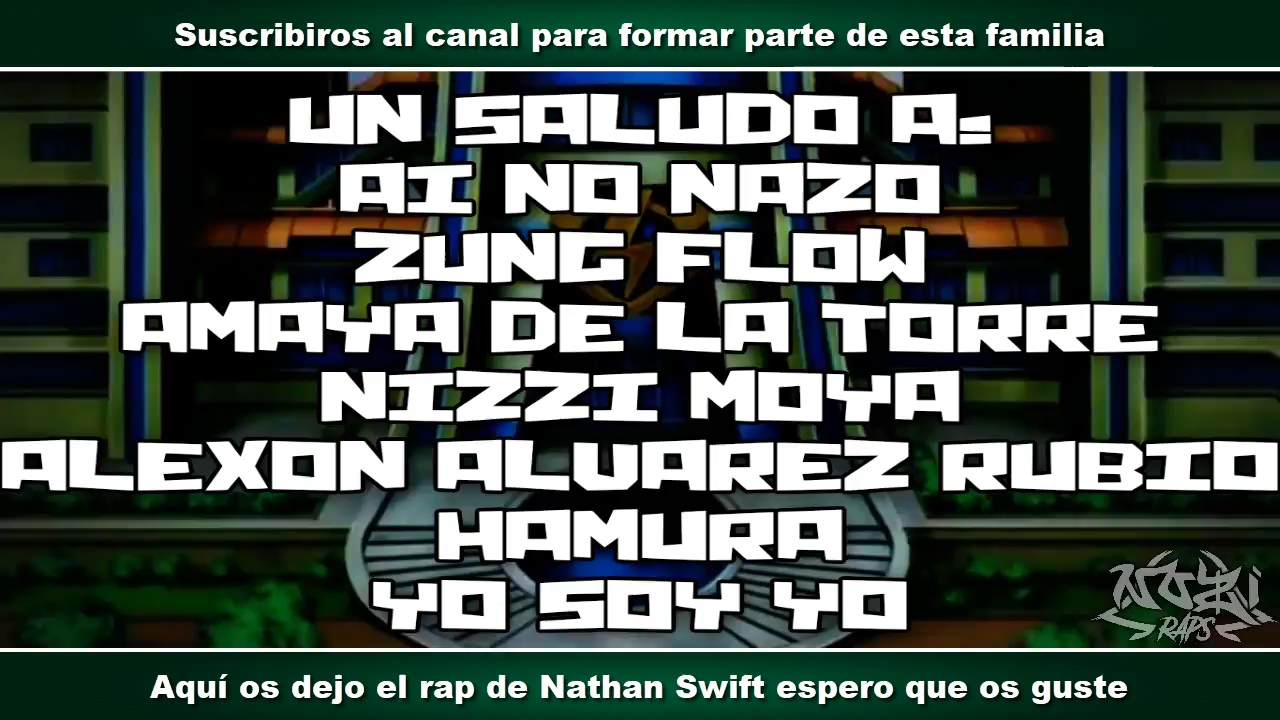 Suscribiros al canal para formar parte de esta familia
UN SALUDO A:
AI NO NAZO
ZUNG FLOW
AMAYA DE LA TORRE
NIZZI MOYA
ALEXON ALVAREZ RUBIO
HAMURA
YO SOY YO
NOSZI
RAPS
Aquí os dejo el rap de Nathan Swift espero que os guste